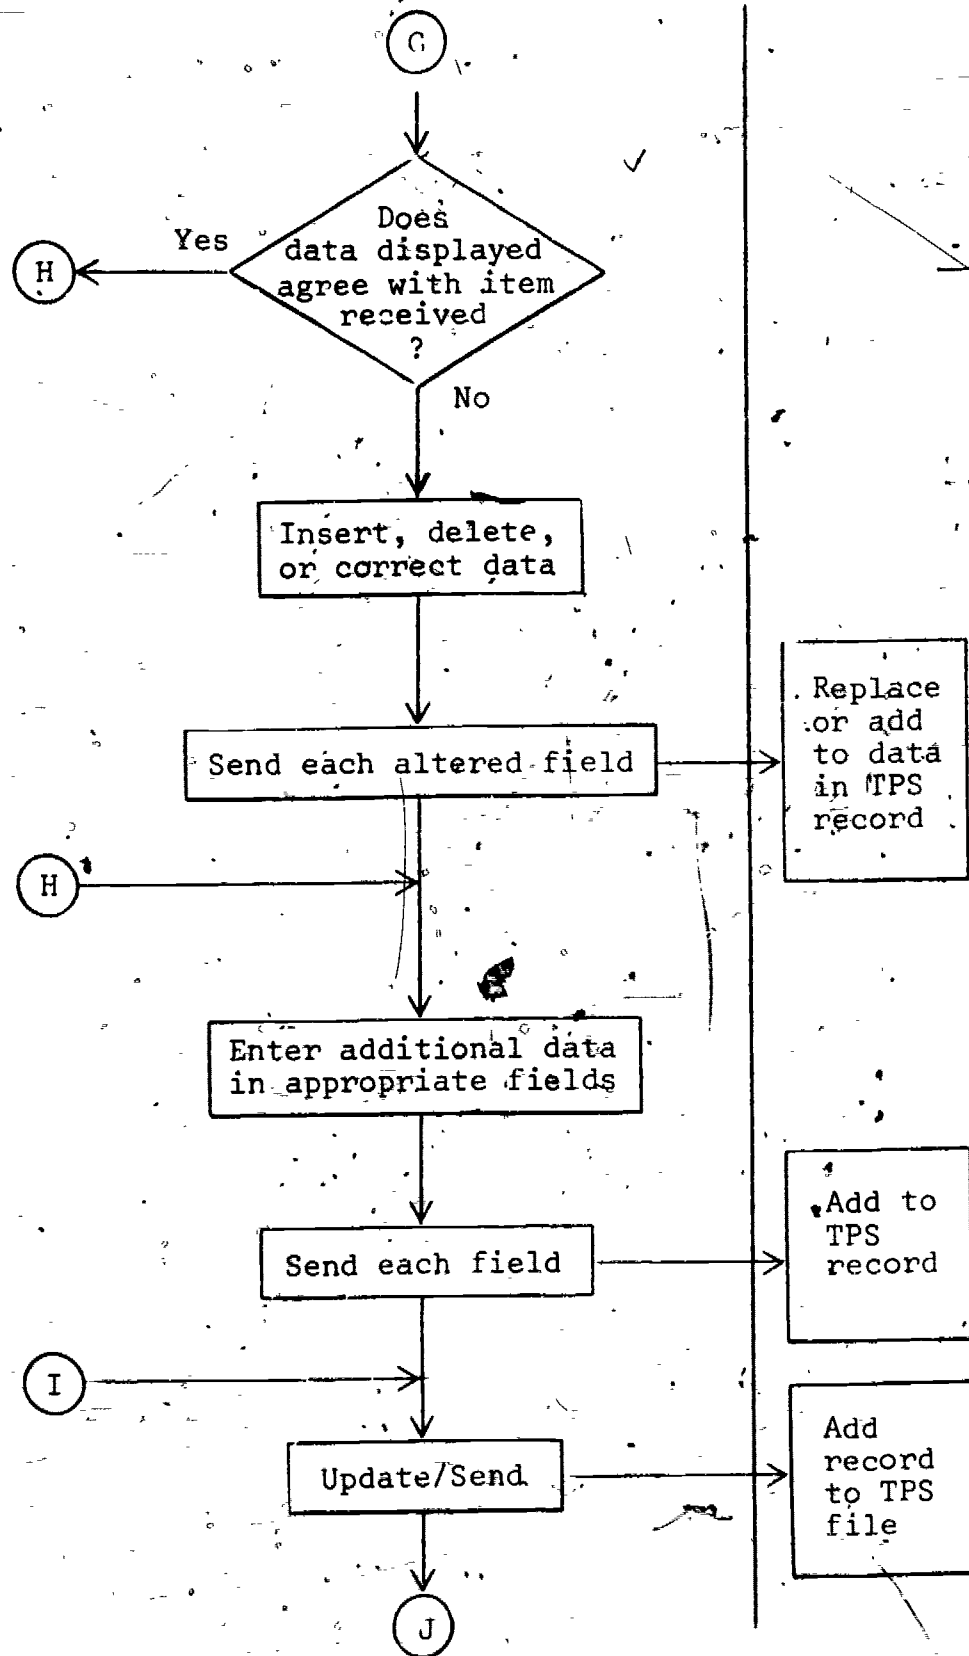 G
Does
data displayed
agree with item
received
?
Yes
H
No
Insert, delete,
or correct data
Send each altered field
Replace
or add
to data
in TPS
record
H
Enter additional data
in appropriate fields
Send each field
Add to
TPS
record
I
Update/Send
Add
record
to TPS
file
J